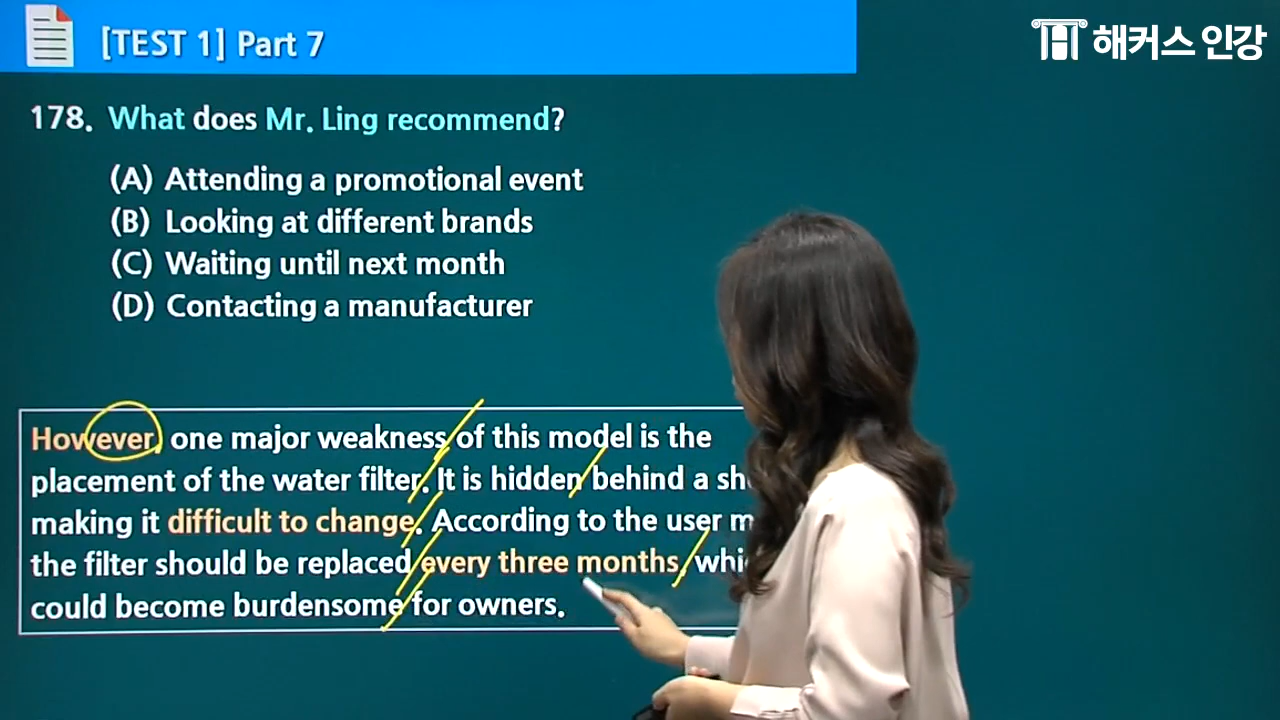 [TEST 1] Part 7
해커스 인강
178. What does Mr. Ling recommend?
(A) Attending a promotional event
(B) Looking at different brands
(C) Waiting until next month
(D) Contacting a manufacturer
However, one major weakness of this model is the
placement of the water filter. It is hidden behind a
making it difficult to change. According to the user
the filter should be replaced every three months,
could become burdensome for owners.